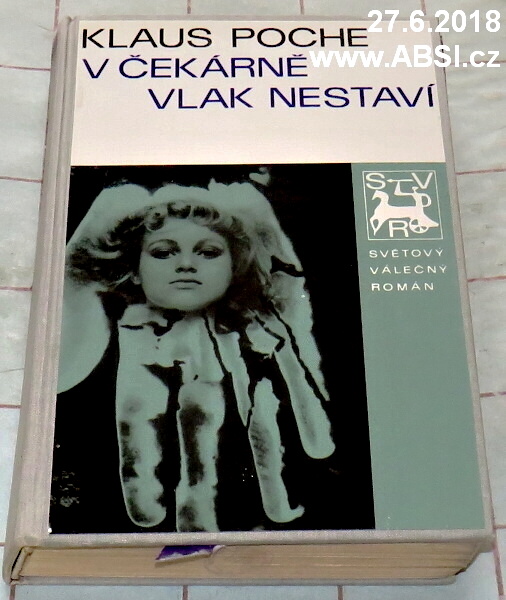 27.6.2018
www.ABSI.cz
KLAUS POCHE
V ČEKÁRNĚ
VLAK NESTAVÍ
S V
V R
SVĚTOVÝ
VÁLEČNÝ
ROMÁN